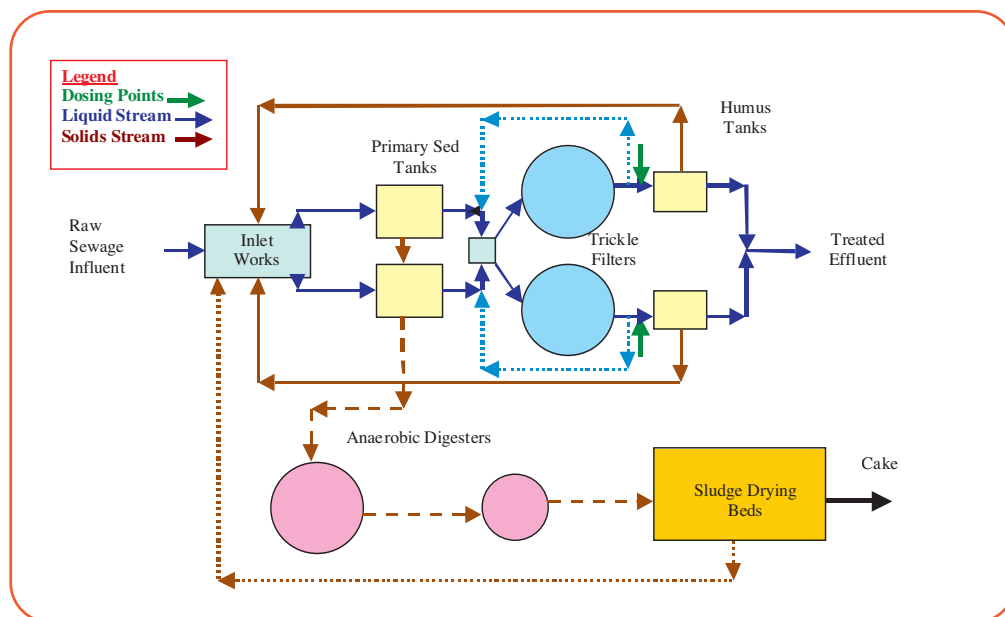 Legend
Dosing Points
Liquid Stream
Solids Stream
Humus
Tanks
Primary Sed
Tanks
Raw
Sewage
Influent
Inlet
Works
Trickle
Filters
Treated
Effluent
Anaerobic Digesters
Cake
Sludge Drying
Beds